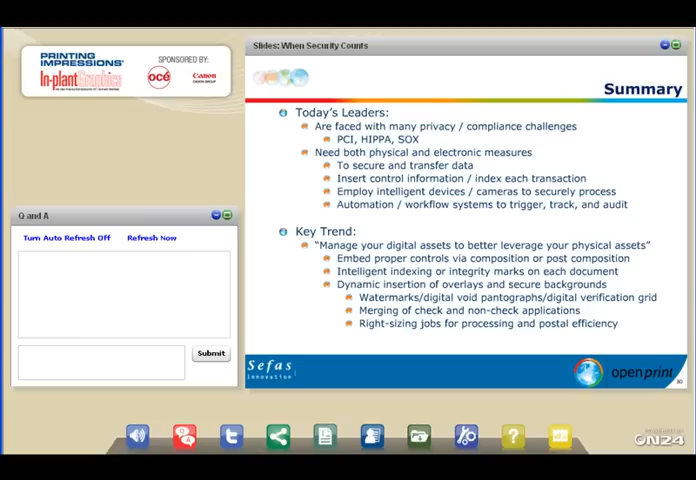 PRINTING IMPRESSIONS®
In-plantGraphics
SPONSORED BY:
océ
Canon
CANON GROUP
Slides: When Security Counts
Summary
Today's Leaders:
Are faced with many privacy / compliance challenges
PCI, HIPPA, SOX
Need both physical and electronic measures
To secure and transfer data
Insert control information / index each transaction
Employ intelligent devices / cameras to securely process
Automation / workflow systems to trigger, track, and audit
Key Trend:
"Manage your digital assets to better leverage your physical assets"
Embed proper controls via composition or post composition
Intelligent indexing or integrity marks on each document
Dynamic insertion of overlays and secure backgrounds
Watermarks/digital void pantographs/digital verification grid
Merging of check and non-check applications
Right-sizing jobs for processing and postal efficiency
Sefas
Innovation
openprint
30
Q and A
Turn Auto Refresh Off
Refresh Now
Submit
Q
A
?
POWERED BY
ON24